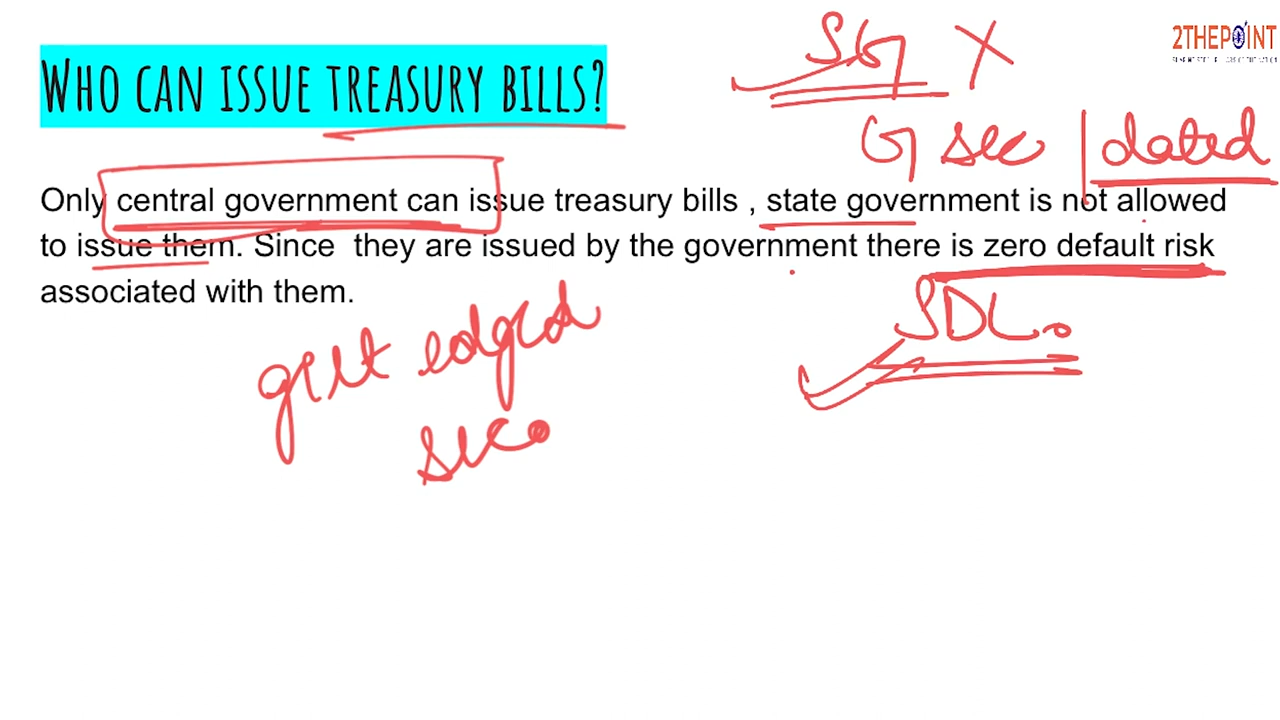 SG X
2THEPOINT
WHO CAN ISSUE TREASURY BILLS?
G sec | dated
Only central government can issue treasury bills , state government is not allowed
to issue them. Since they are issued by the government there is zero default risk
associated with them.
SDL
gilt edged
sec